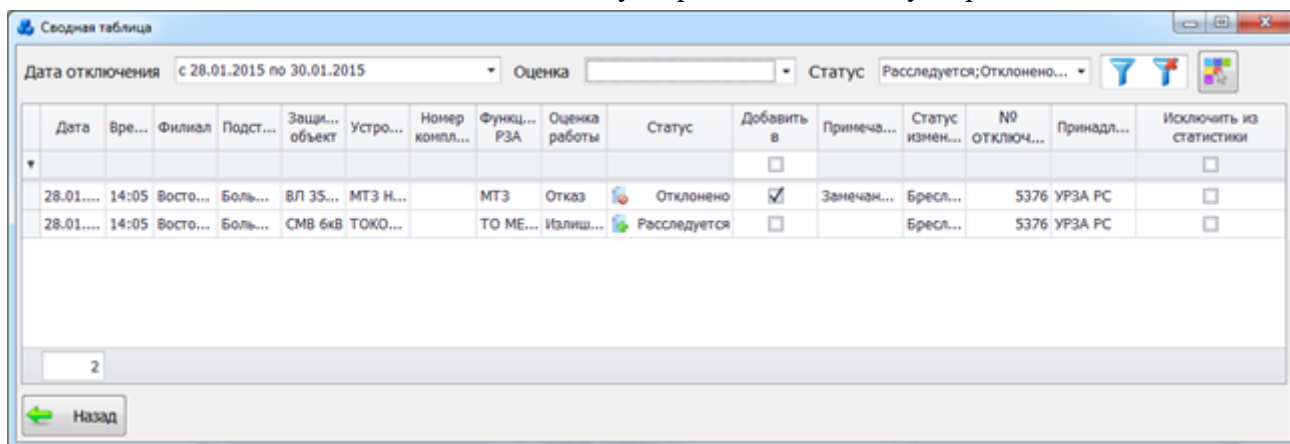 Сводная таблица
Дата отключения с 28.01.2015 по 30.01.2015 Оценка Статус Расследуется;Отклонено...
Дата Вре... Филиал Подст... Защи... объект Устро... Номер компл... Функц... РЗА Оценка работы Статус Добавить в Примеча... Статус измен... № отключ... Принадл... Исключить из статистики
28.01.... 14:05 Восто... Боль... ВЛ 35... МТЗ Н... МТЗ Отказ Отклонено Замечан... Бресл... 5376 УРЗА РС
28.01.... 14:05 Восто... Боль... СМВ 6кВ ТОКО... ТО МЕ... Излиш... Расследуется Бресл... 5376 УРЗА РС
2
Назад